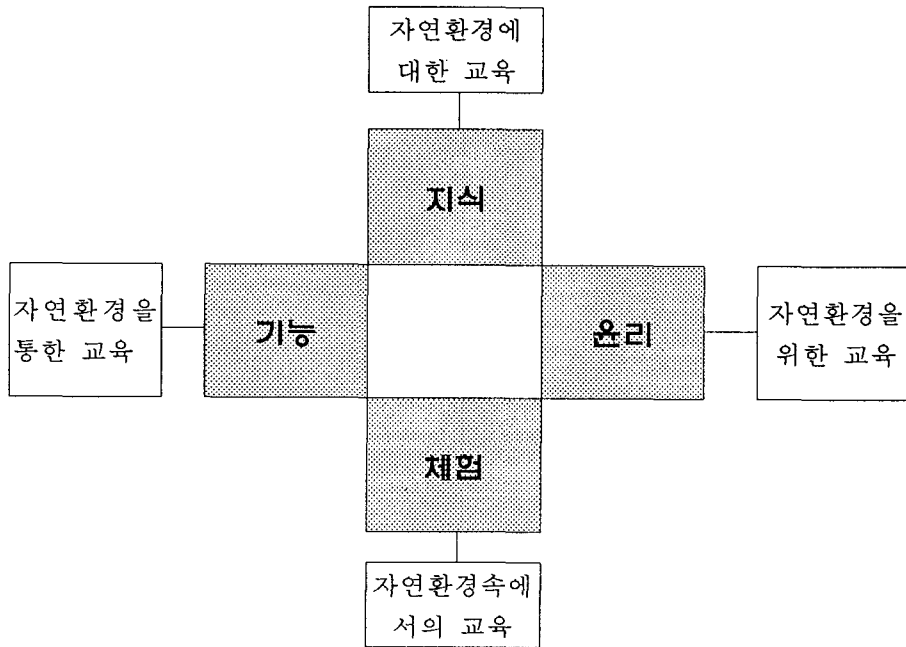 자연환경에
대한 교육
지식
자연환경을
통한 교육
기능
윤리
자연환경을
위한 교육
체험
자연환경속에
서의 교육